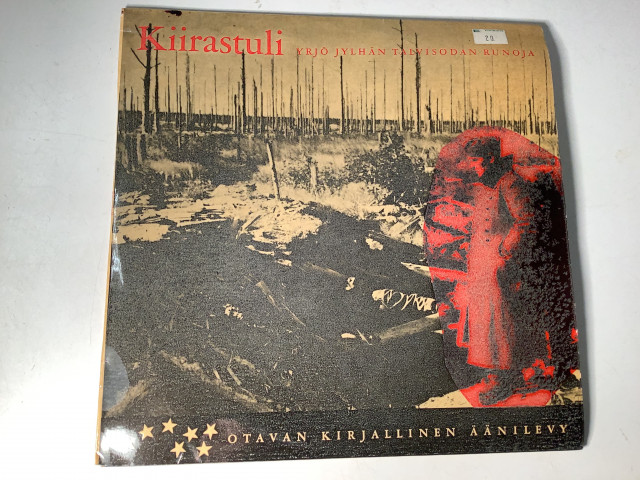 Kiirastuli YRJÖ JYLHÄN TALVISODAN RUNOJA
OTAVAN KIRJALLINEN ÄÄNILEVY